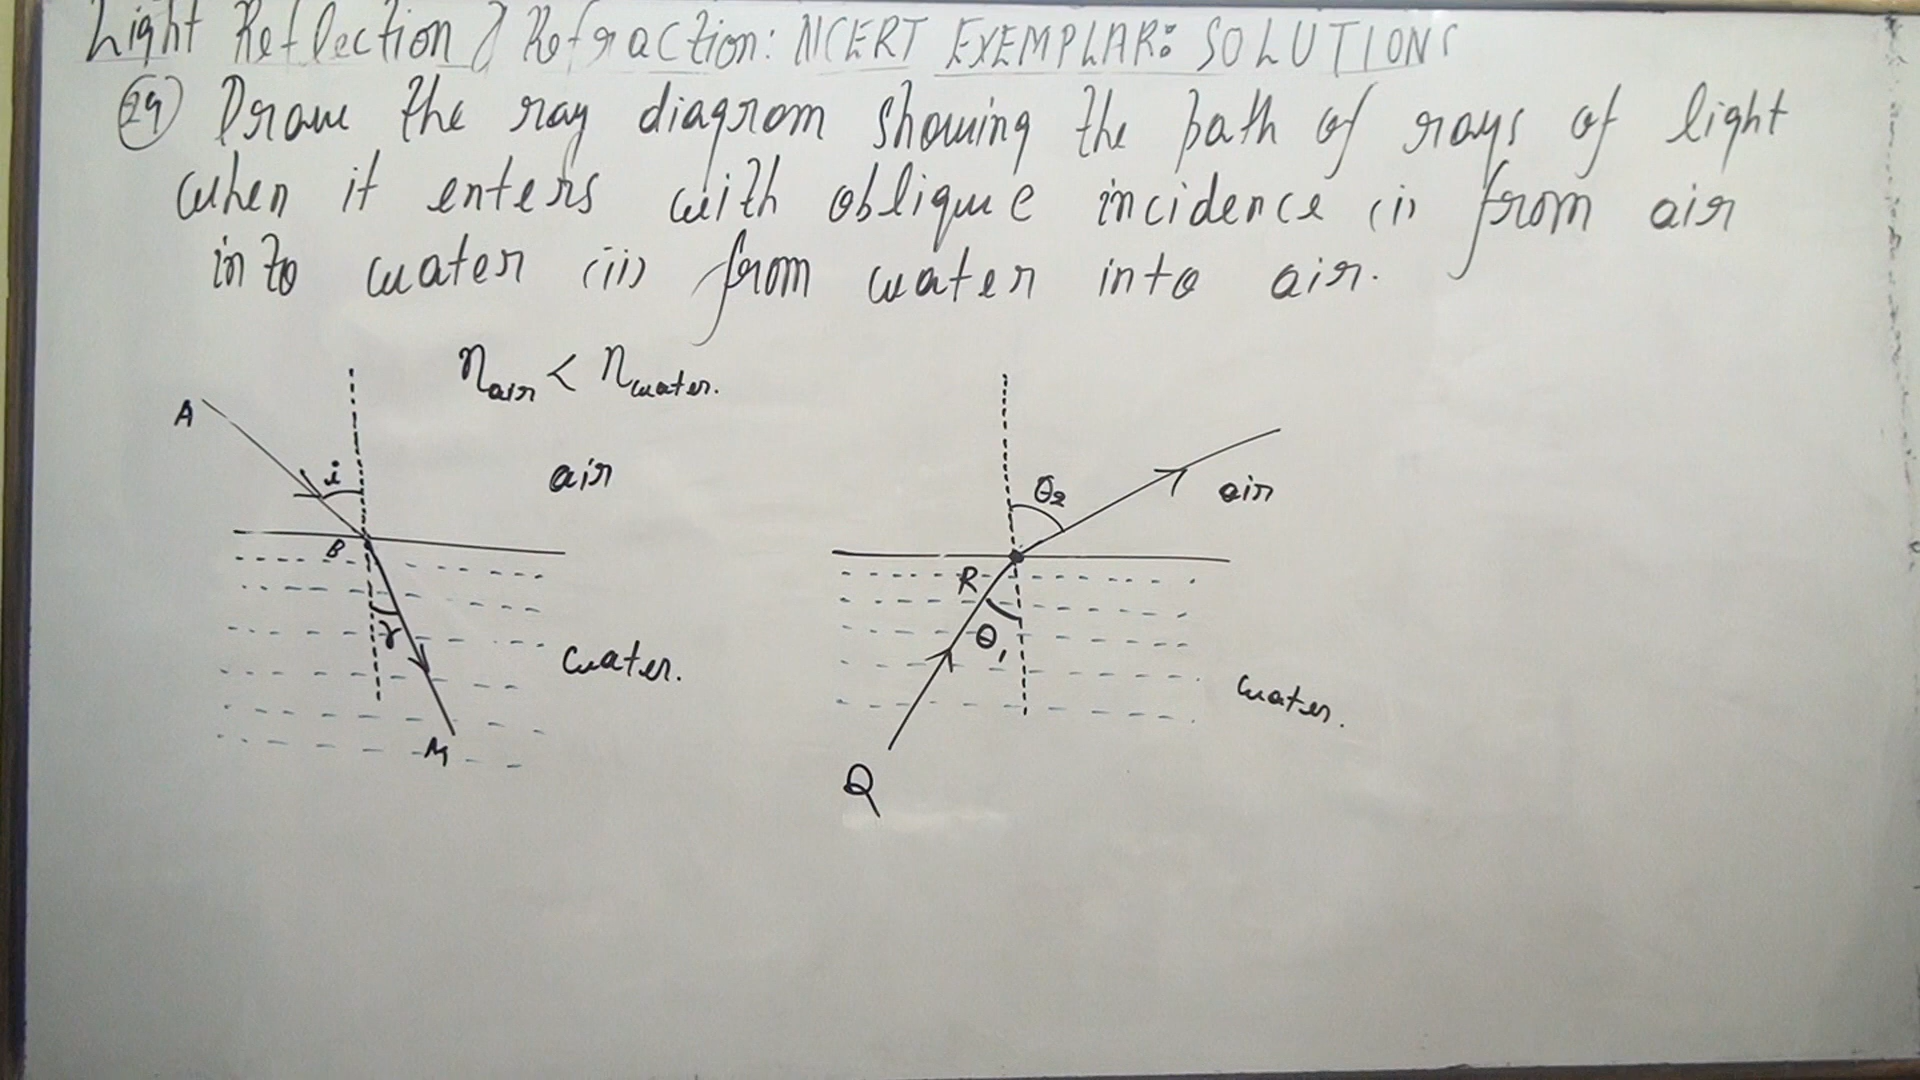 Light Reflection & Refraction: NCERT EXEMPLAR: SOLUTIONS
29 Draw the ray diagram showing the path of rays of light
when it enters with oblique incidence (i) from air
into water (ii) from water into air.
nair < nwater.
A
i
air
B
r
water.
M
θ2
air
R
θ1
water.
Q